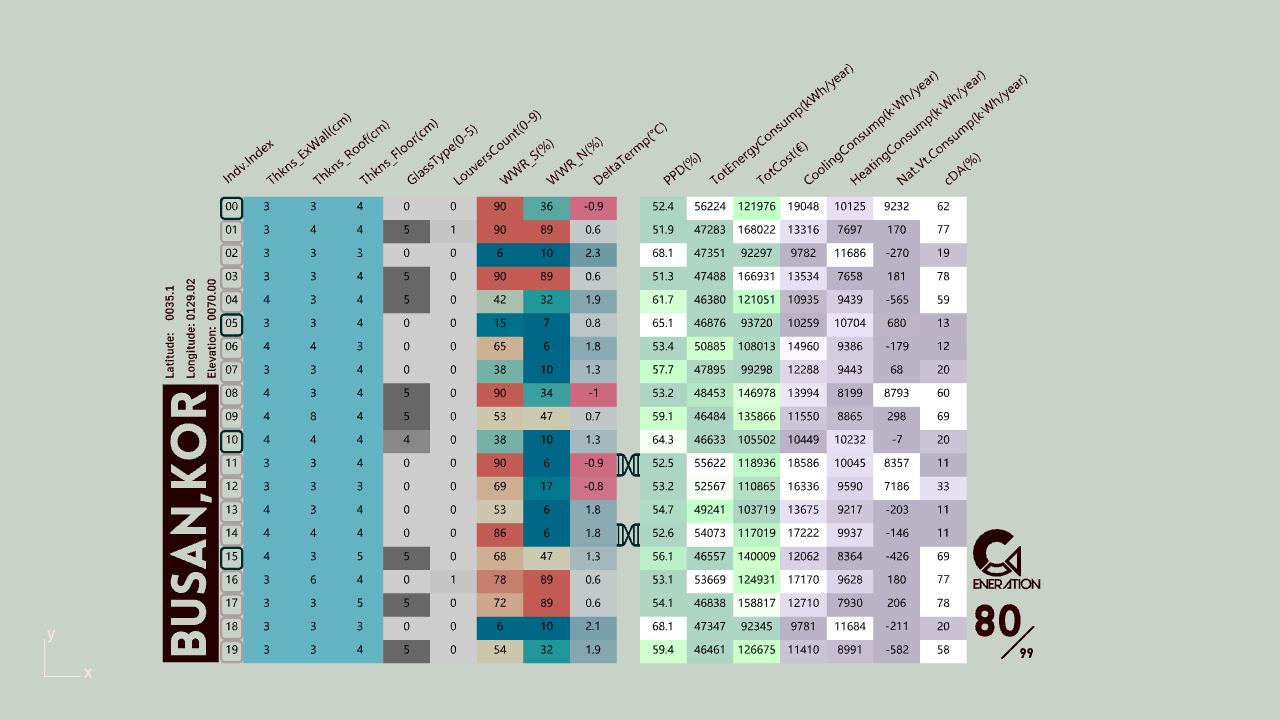 Indv.Index Thkns_ExWall(cm) Thkns_Roof(cm) Thkns_Floor(cm) GlassType(0-5) LouversCount(0-9) WWR_S(%) WWR_N(%) DeltaTermp(°C) PPD(%) TotEnergyConsump(kWh/year) TotCost(€) CoolingConsump(k·Wh/year) HeatingConsump(k·Wh/year) Nat.Vt.Consump(k·Wh/year) cDA(%)
00 3 3 4 0 0 90 36 -0.9 52.4 56224 121976 19048 10125 9232 62
01 3 4 4 5 1 90 89 0.6 51.9 47283 168022 13316 7697 170 77
02 3 3 3 0 0 6 10 2.3 68.1 47351 92297 9782 11686 -270 19
03 3 3 4 5 0 90 89 0.6 51.3 47488 166931 13534 7658 181 78
04 4 3 4 5 0 42 32 1.9 61.7 46380 121051 10935 9439 -565 59
05 3 3 4 0 0 15 7 0.8 65.1 46876 93720 10259 10704 680 13
06 4 4 3 0 0 65 6 1.8 53.4 50885 108013 14960 9386 -179 12
07 3 3 4 0 0 38 10 1.3 57.7 47895 99298 12288 9443 68 20
08 4 3 4 5 0 90 34 -1 53.2 48453 146978 13994 8199 8793 60
09 4 8 4 5 0 53 47 0.7 59.1 46484 135866 11550 8865 298 69
10 4 4 4 4 0 38 10 1.3 64.3 46633 105502 10449 10232 -7 20
11 3 3 4 0 0 90 6 -0.9 52.5 55622 118936 18586 10045 8357 11
12 3 3 3 0 0 69 17 -0.8 53.2 52567 110865 16336 9590 7186 33
13 4 3 3 0 0 53 6 1.8 54.7 49241 103719 13675 9217 -203 11
14 4 4 4 0 0 86 6 1.8 52.6 54073 117019 17222 9937 -146 11
15 4 3 5 5 0 68 47 1.3 56.1 46557 140009 12062 8364 -426 69
16 3 6 4 0 1 78 89 0.6 53.1 53669 124931 17170 9628 180 77
17 3 3 5 5 0 72 89 0.6 54.1 46838 158817 12710 7930 206 78
18 3 3 3 0 0 6 10 2.1 68.1 47347 92345 9781 11684 -211 20
19 3 3 4 5 0 54 32 1.9 59.4 46461 126675 11410 8991 -582 58
Latitude: 0035.1
Longitude: 0129.02
Elevation: 0070.00
BUSAN,KOR
ENERATION
80/99
y
x